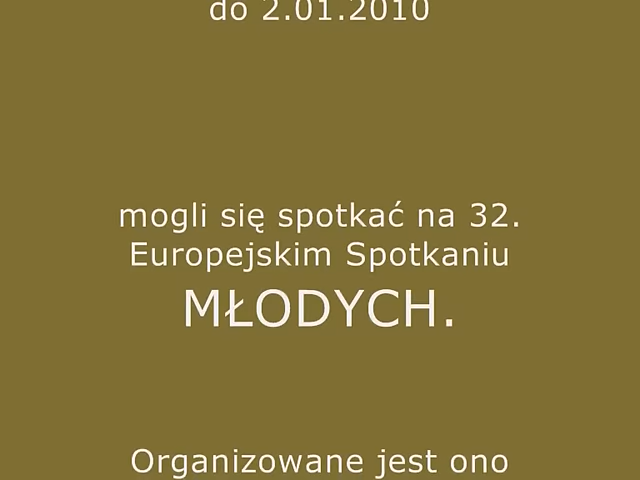 do 2.01.2010
mogli się spotkać na 32.
Europejskim Spotkaniu
MŁODYCH.
Organizowane jest ono